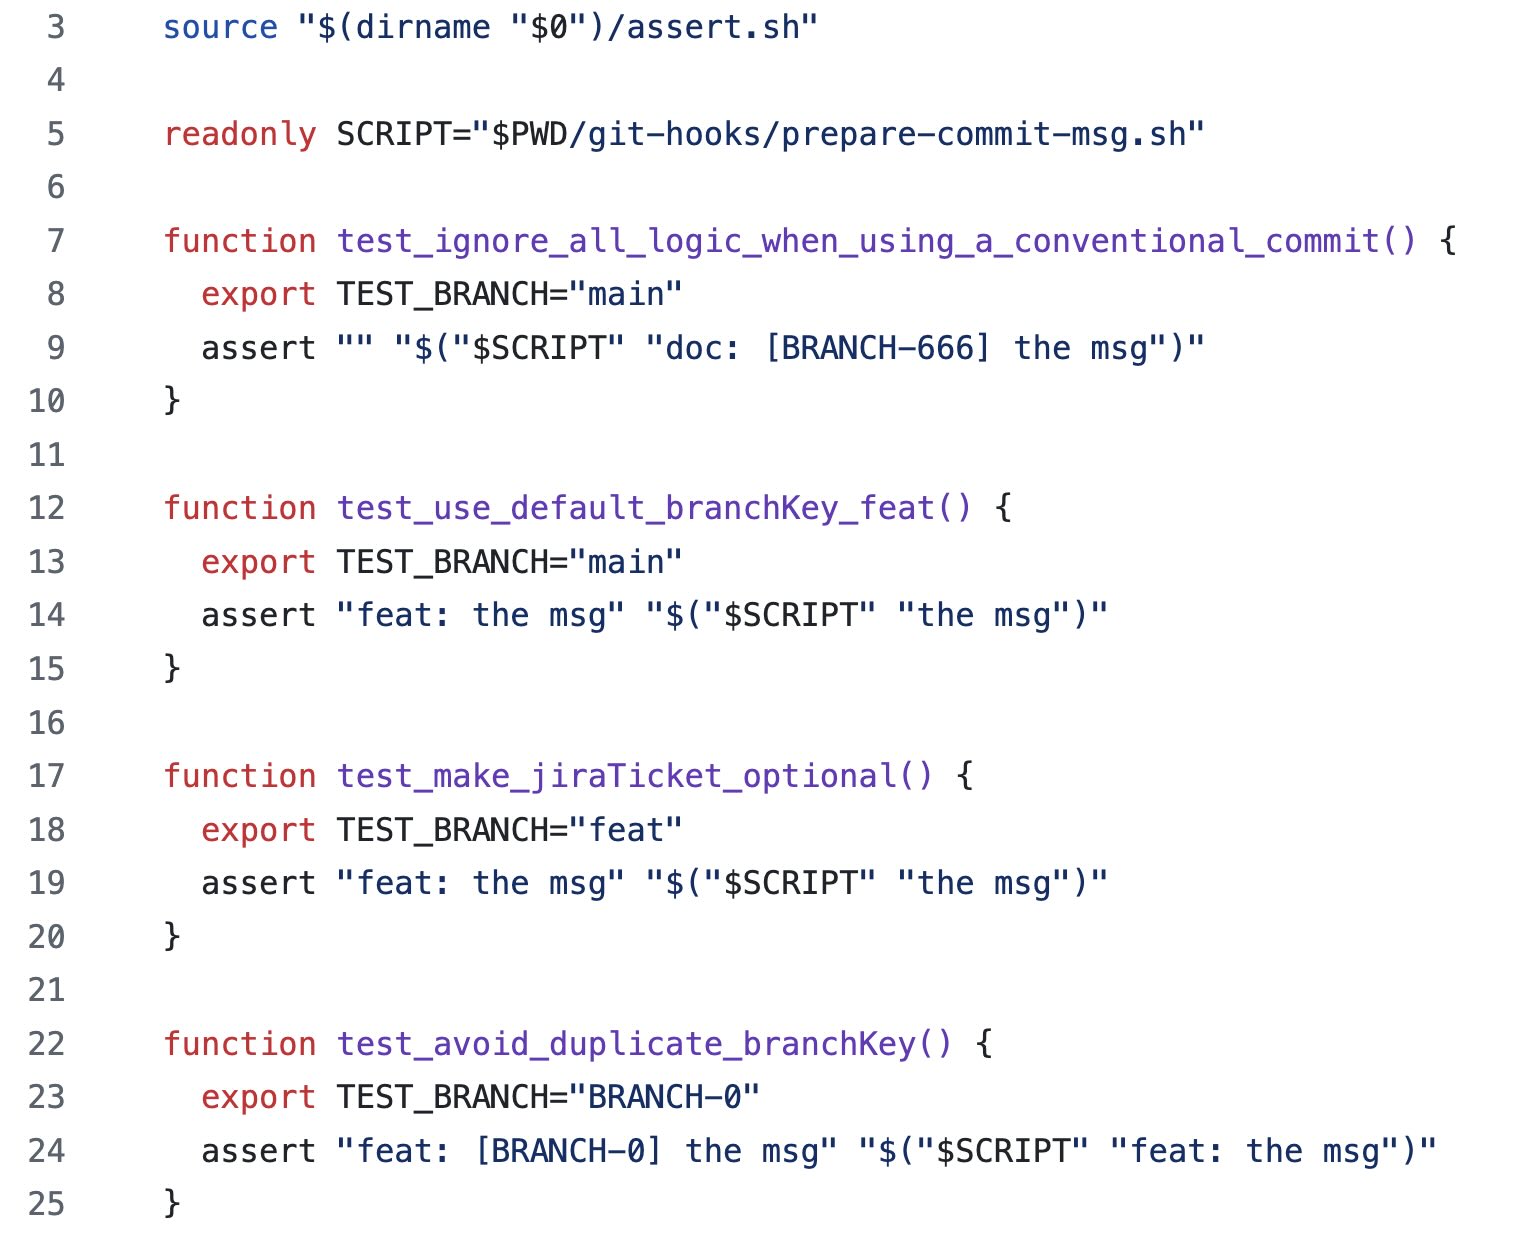 3 source "$(dirname "$0")/assert.sh"
4
5 readonly SCRIPT="$PWD/git-hooks/prepare-commit-msg.sh"
6
7 function test_ignore_all_logic_when_using_a_conventional_commit() {
8   export TEST_BRANCH="main"
9   assert "" "$("$SCRIPT" "doc: [BRANCH-666] the msg")"
10 }
11
12 function test_use_default_branchKey_feat() {
13   export TEST_BRANCH="main"
14   assert "feat: the msg" "$("$SCRIPT" "the msg")"
15 }
16
17 function test_make_jiraTicket_optional() {
18   export TEST_BRANCH="feat"
19   assert "feat: the msg" "$("$SCRIPT" "the msg")"
20 }
21
22 function test_avoid_duplicate_branchKey() {
23   export TEST_BRANCH="BRANCH-0"
24   assert "feat: [BRANCH-0] the msg" "$("$SCRIPT" "feat: the msg")"
25 }